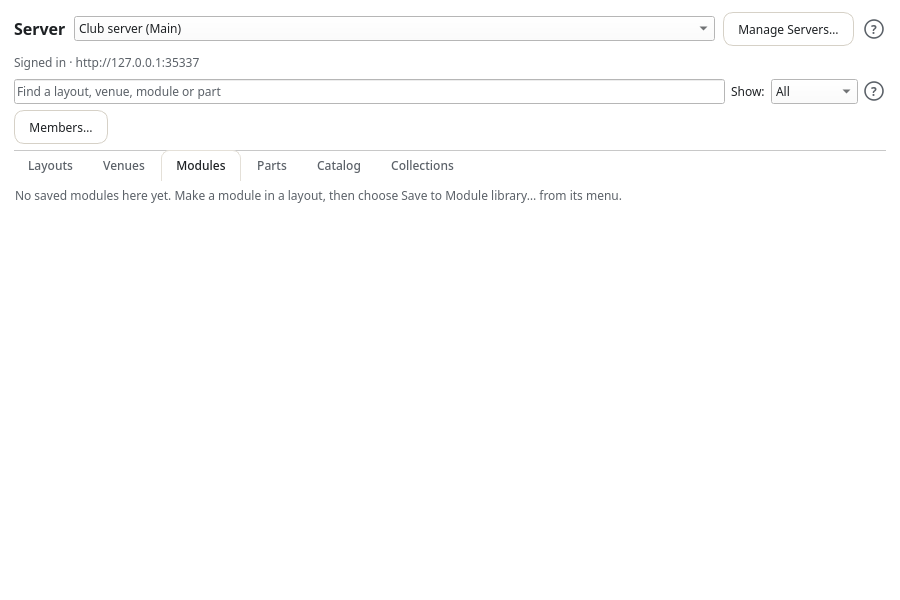 Server Club server (Main) Manage Servers... ?
Signed in · http://127.0.0.1:35337
Find a layout, venue, module or part Show: All ?
Members...
Layouts Venues Modules Parts Catalog Collections
No saved modules here yet. Make a module in a layout, then choose Save to Module library... from its menu.